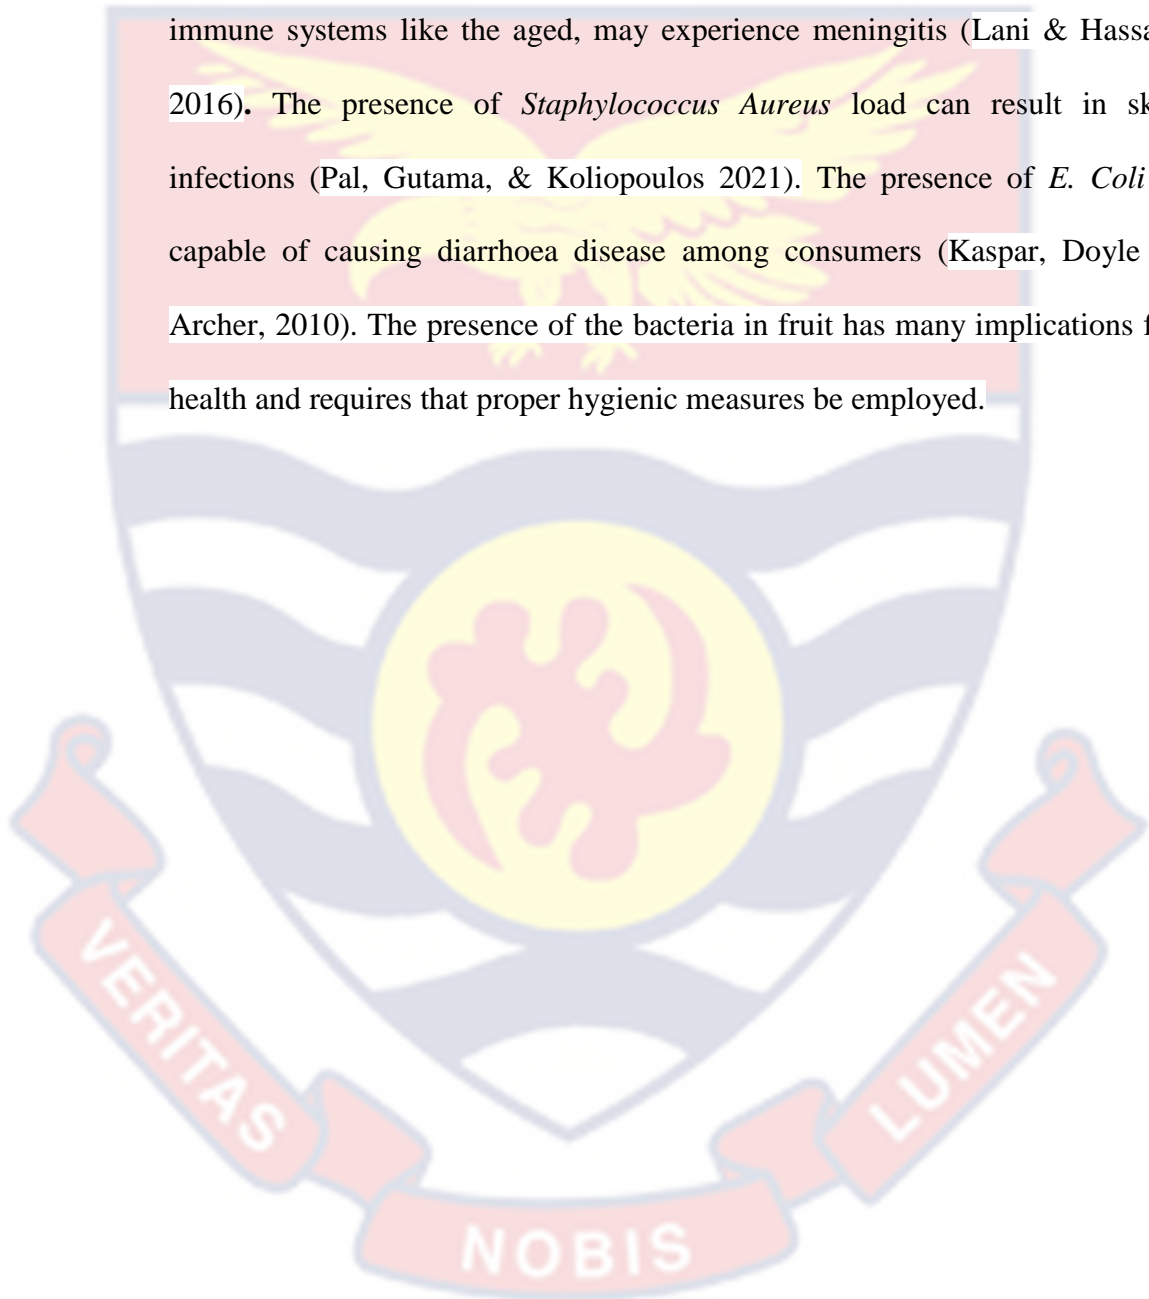 immune systems like the aged, may experience meningitis (Lani & Hassa
2016). The presence of Staphylococcus Aureus load can result in sk
infections (Pal, Gutama, & Koliopoulos 2021). The presence of E. Coli
capable of causing diarrhoea disease among consumers (Kaspar, Doyle
Archer, 2010). The presence of the bacteria in fruit has many implications f
health and requires that proper hygienic measures be employed.
VERITAS
NOBIS
LUMEN